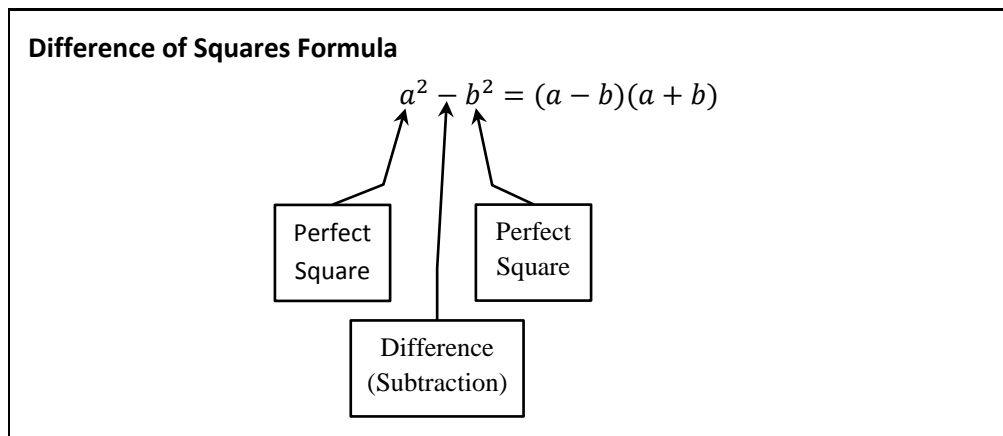 Difference of Squares Formula
𝑎² − 𝑏² = (𝑎 − 𝑏)(𝑎 + 𝑏)
Perfect
Square
Perfect
Square
Difference
(Subtraction)